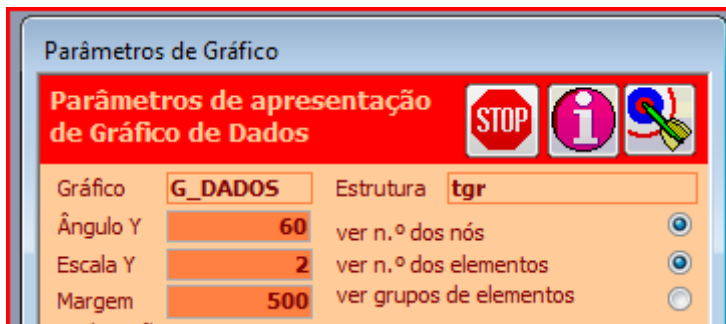 Parâmetros de Gráfico
Parâmetros de apresentação
de Gráfico de Dados
STOP
i
Gráfico G_DADOS Estrutura tgr
Ângulo Y 60 ver n.º dos nós
Escala Y 2 ver n.º dos elementos
Margem 500 ver grupos de elementos